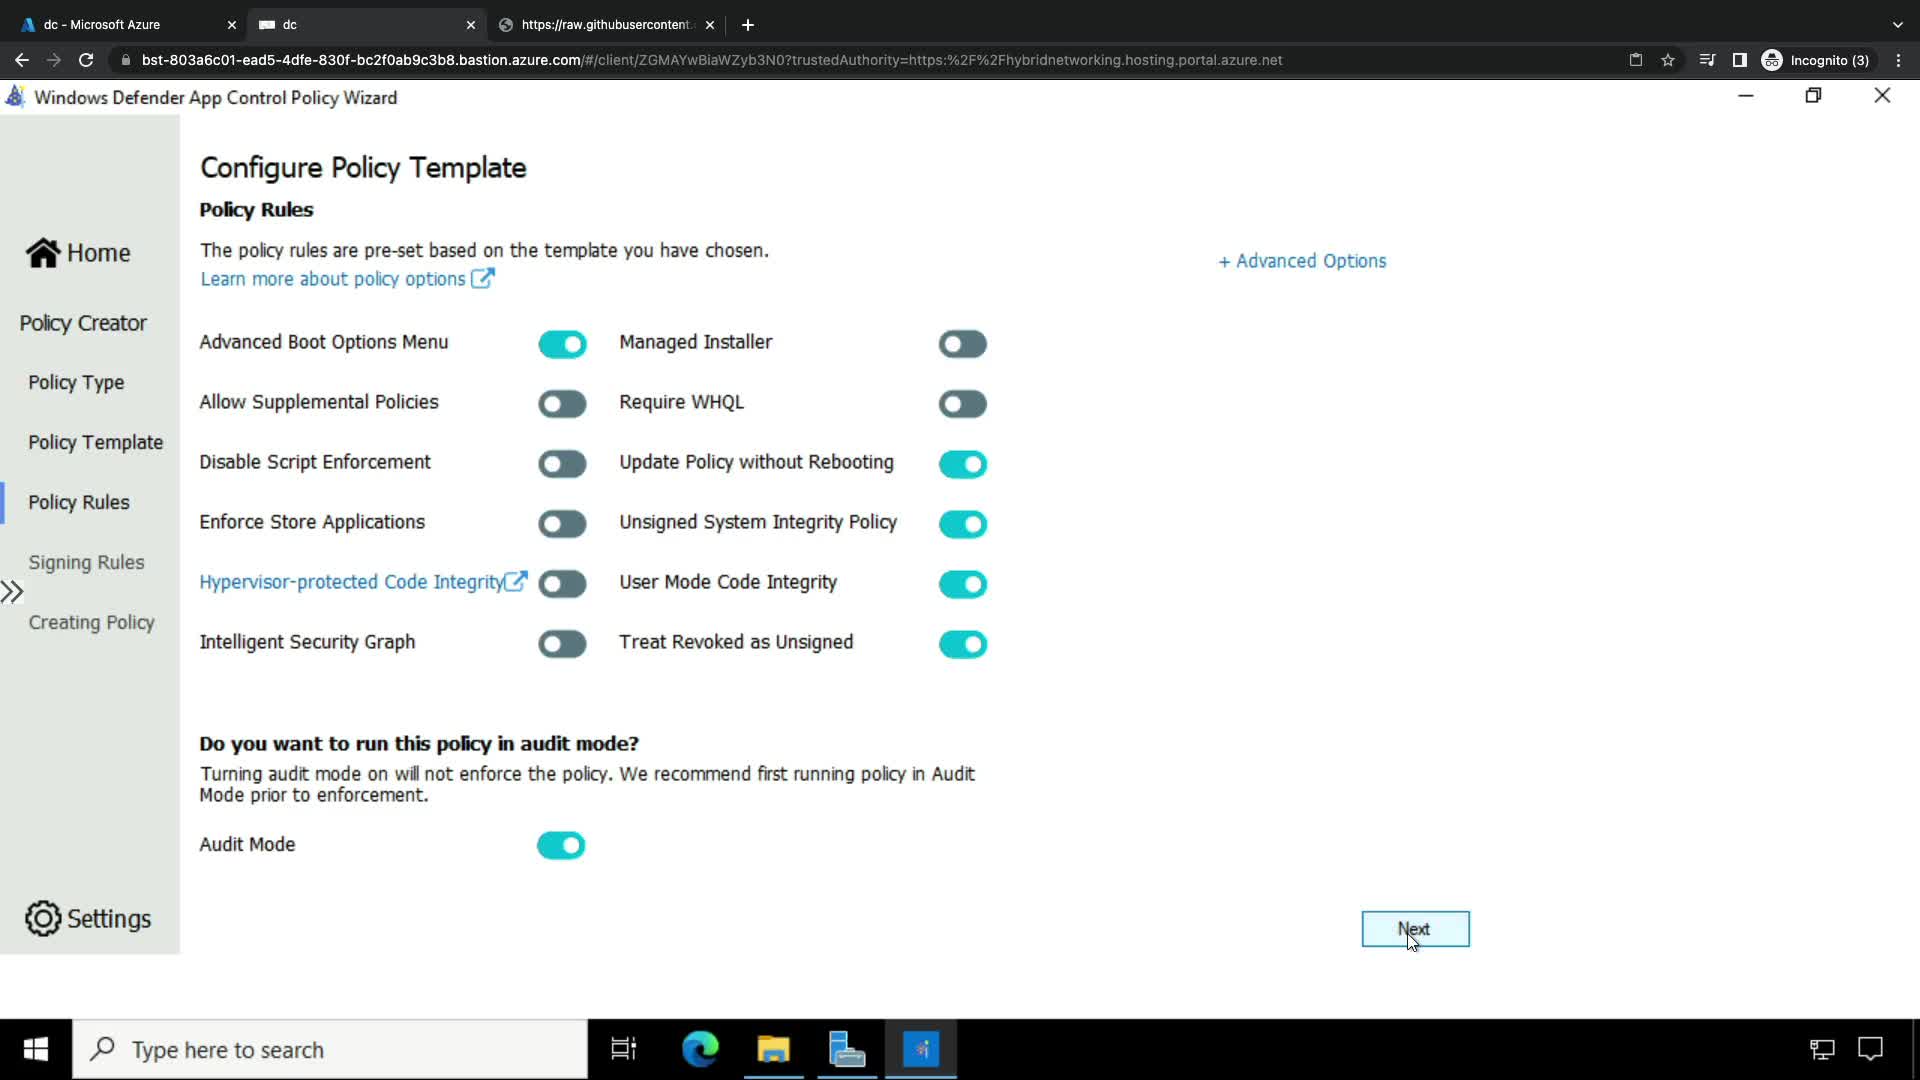 dc - Microsoft Azure
dc
https://raw.githubusercontent.
bst-803a6c01-ead5-4dfe-830f-bc2f0ab9c3b8.bastion.azure.com/#/client/ZGMAYwBiaWZyb3N0?trustedAuthority=https:%2F%2Fhybridnetworking.hosting.portal.azure.net
Incognito (3)
Windows Defender App Control Policy Wizard
Home
Policy Creator
Policy Type
Policy Template
Policy Rules
Signing Rules
Creating Policy
Settings
Configure Policy Template
Policy Rules
The policy rules are pre-set based on the template you have chosen.
Learn more about policy options
+ Advanced Options
Advanced Boot Options Menu
Managed Installer
Allow Supplemental Policies
Require WHQL
Disable Script Enforcement
Update Policy without Rebooting
Enforce Store Applications
Unsigned System Integrity Policy
Hypervisor-protected Code Integrity
User Mode Code Integrity
Intelligent Security Graph
Treat Revoked as Unsigned
Do you want to run this policy in audit mode?
Turning audit mode on will not enforce the policy. We recommend first running policy in Audit
Mode prior to enforcement.
Audit Mode
Next
Type here to search